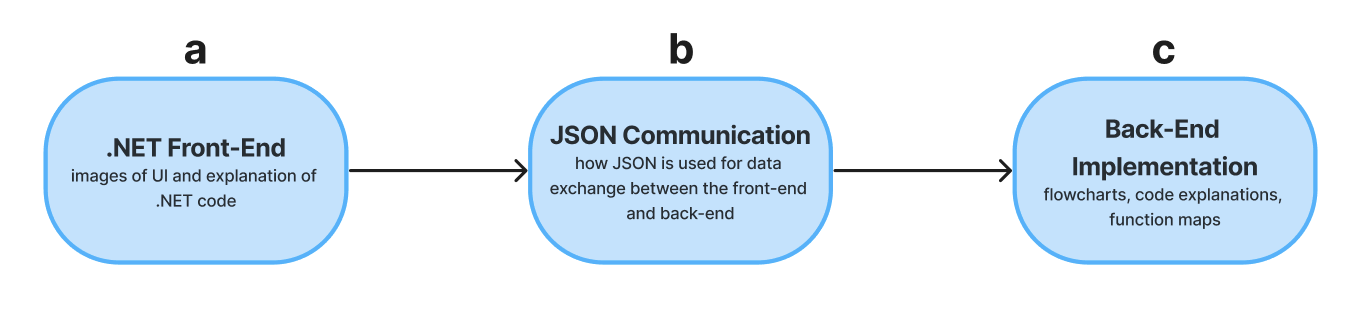 a
.NET Front-End
images of UI and explanation of
.NET code
b
JSON Communication
how JSON is used for data
exchange between the front-end
and back-end
c
Back-End
Implementation
flowcharts, code explanations,
function maps